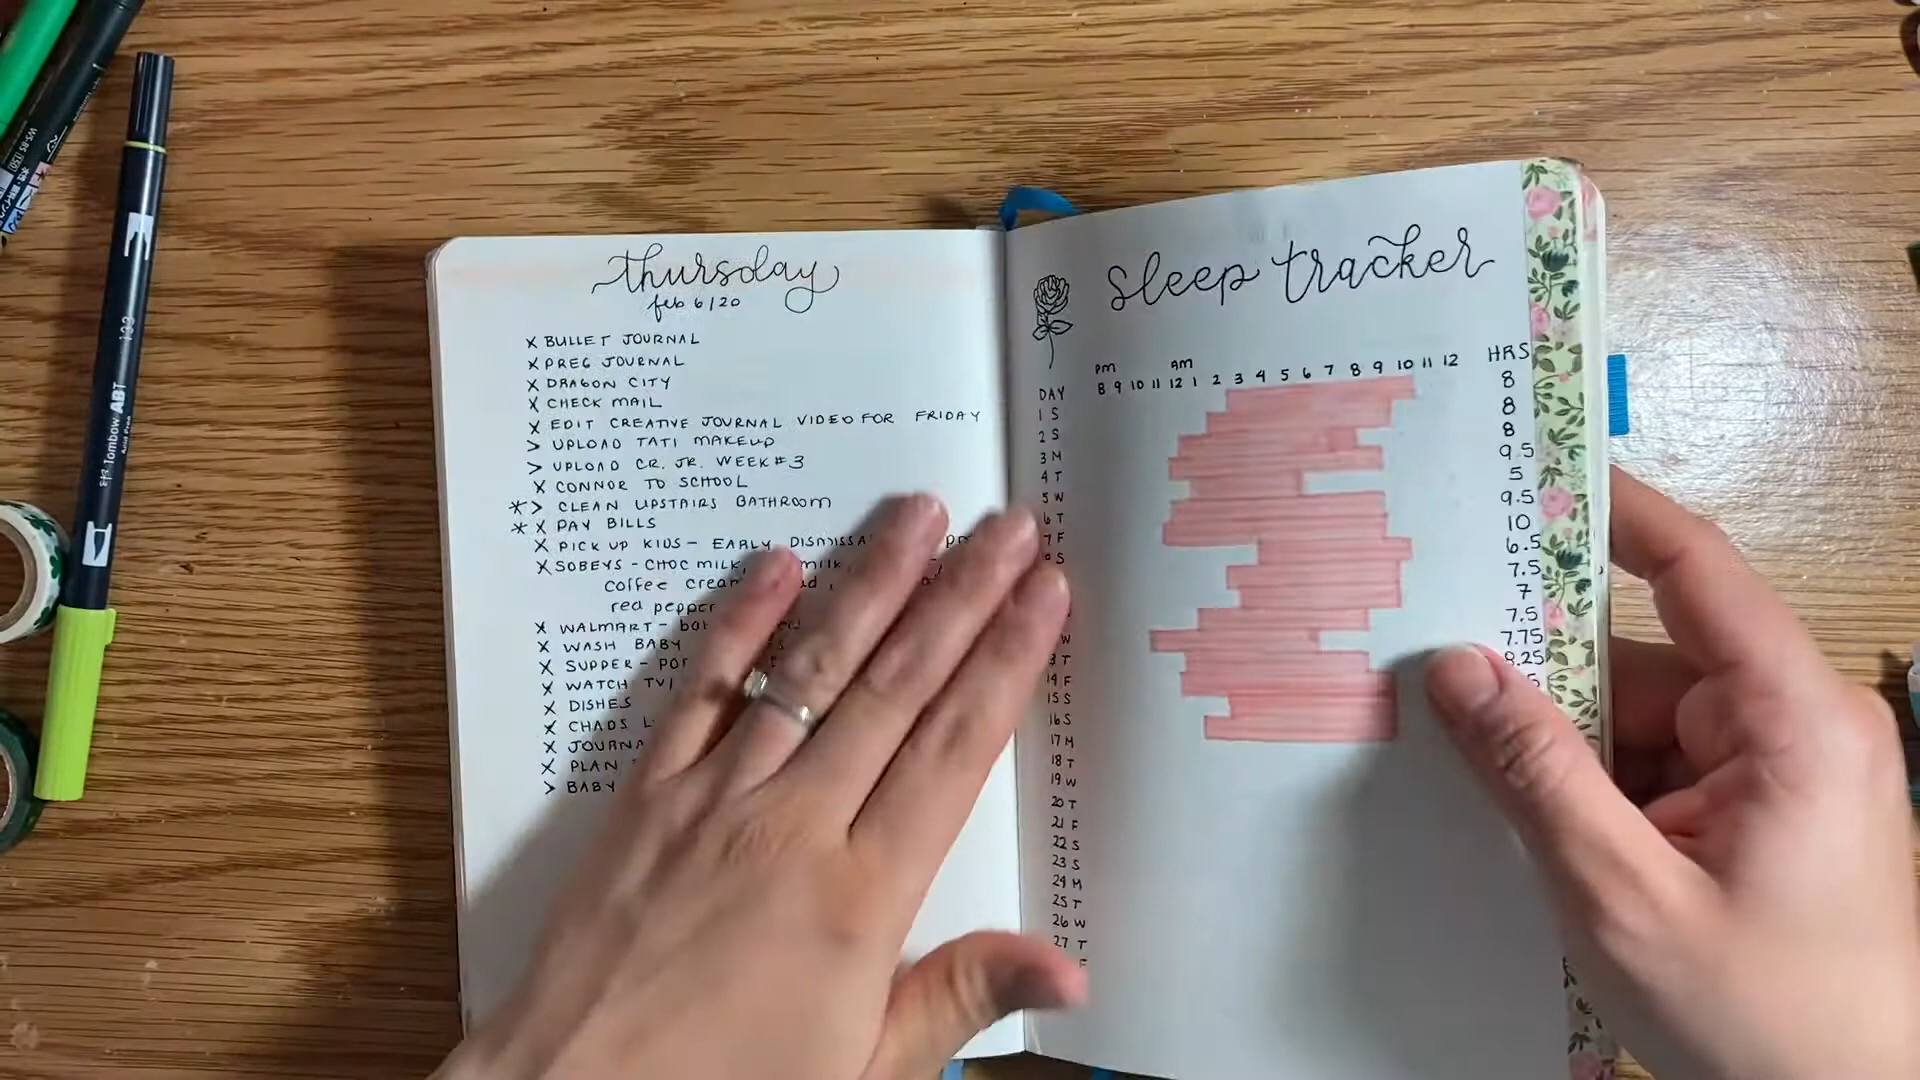 thursday
feb 6/20
X BULLET JOURNAL
X PREG JOURNAL
X DRAGON CITY
X CHECK MAIL
X EDIT CREATIVE JOURNAL VIDEO FOR FRIDAY
> UPLOAD TATI MAKEUP
> UPLOAD CR. JR. WEEK #3
X CONNOR TO SCHOOL
* > CLEAN UPSTAIRS BATHROOM
* X PAY BILLS
X PICK UP KIDS - EARLY
X SOBEYS - CHOC MILK,
coffee
red pepper
X WALMART -
X WASH BABY
X SUPPER -
X WATCH TV/
X DISHES
X CHAOS
X
X PLAN
> BABY
sleep tracker
pm am
8 9 10 11 12 1 2 3 4 5 6 7 8 9 10 11 12 HRS
DAY 8
1 S 8
2 S 8
3 M 9.5
4 T 5
5 W 9.5
6 T 10
7 F 6.5
S 7.5
7
7.5
W 7.75
T 8.25
14 F
15 S
16 S
17 M
18 T
19 W
20 T
21 F
22 S
23 S
24 M
25 T
26 W
27 T
F
Tombow ABT
133